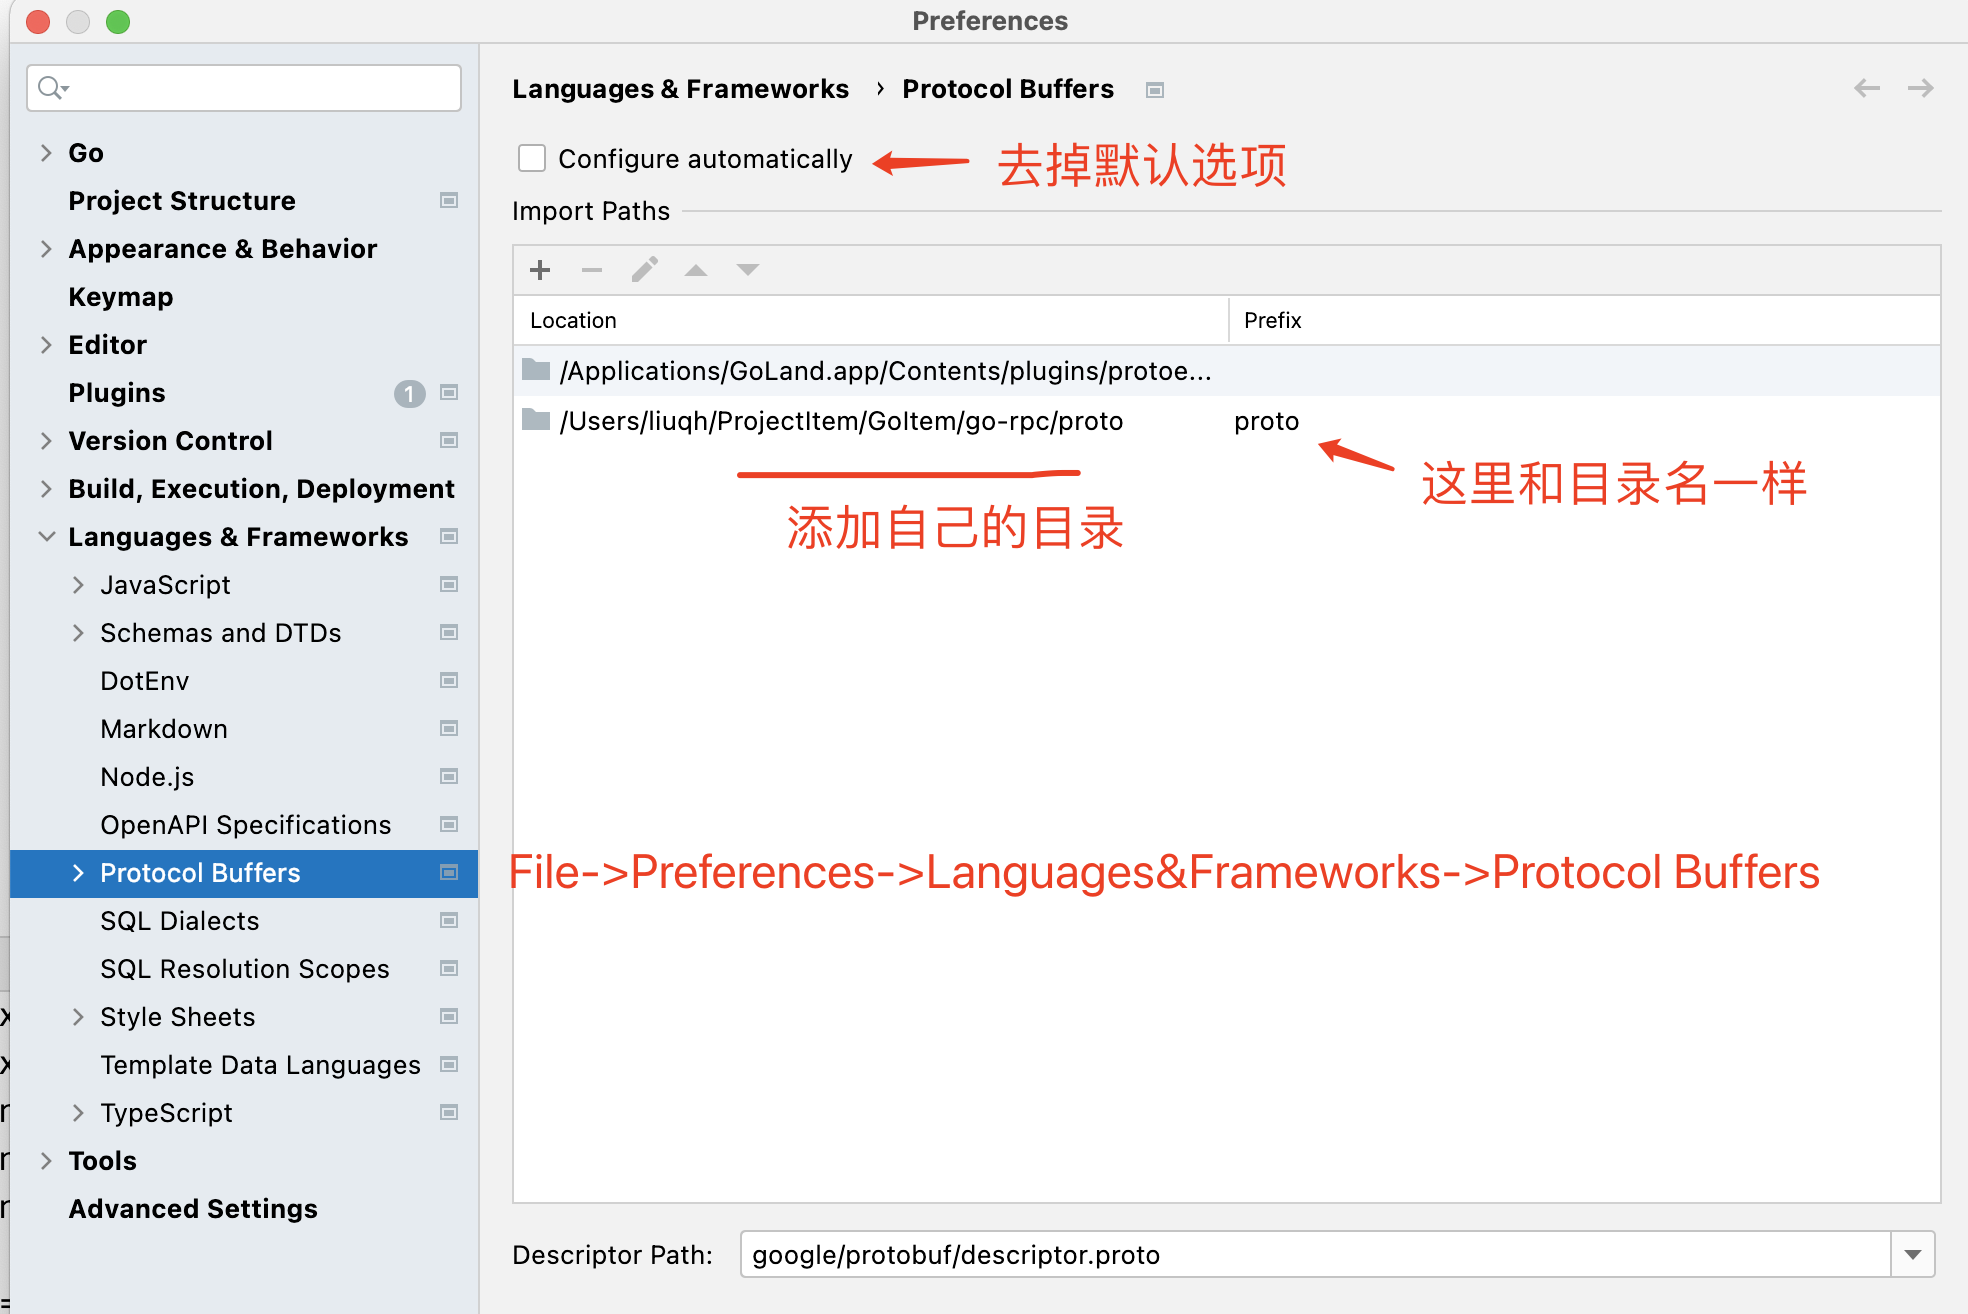 Preferences
Go
Project Structure
Appearance & Behavior
Keymap
Editor
Plugins 1
Version Control
Build, Execution, Deployment
Languages & Frameworks
JavaScript
Schemas and DTDs
DotEnv
Markdown
Node.js
OpenAPI Specifications
Protocol Buffers
SQL Dialects
SQL Resolution Scopes
Style Sheets
Template Data Languages
TypeScript
Tools
Advanced Settings
Languages & Frameworks › Protocol Buffers
Configure automatically 去掉默认选项
Import Paths
Location Prefix
/Applications/GoLand.app/Contents/plugins/protoe...
/Users/liuqh/ProjectItem/GoItem/go-rpc/proto proto
这里和目录名一样
添加自己的目录
File->Preferences->Languages&Frameworks->Protocol Buffers
Descriptor Path: google/protobuf/descriptor.proto